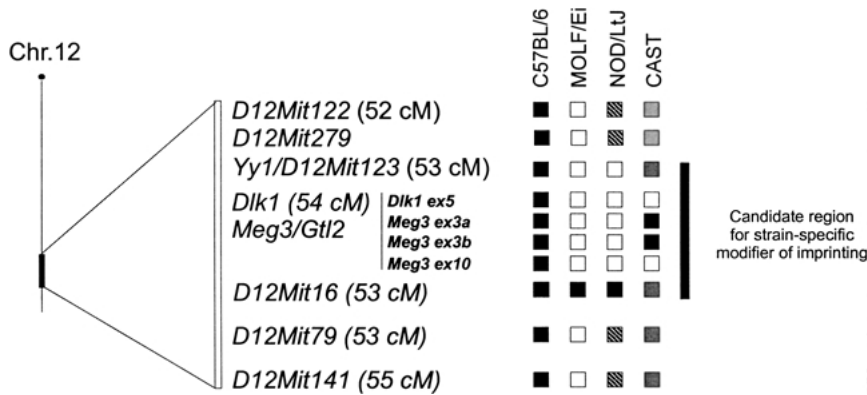 Chr.12
C57BL/6
MOLF/Ei
NOD/LtJ
CAST
D12Mit122 (52 cM)
D12Mit279
Yy1/D12Mit123 (53 cM)
Dlk1 (54 cM)
Meg3/Gtl2
Dlk1 ex5
Meg3 ex3a
Meg3 ex3b
Meg3 ex10
D12Mit16 (53 cM)
D12Mit79 (53 cM)
D12Mit141 (55 cM)
Candidate region
for strain-specific
modifier of imprinting